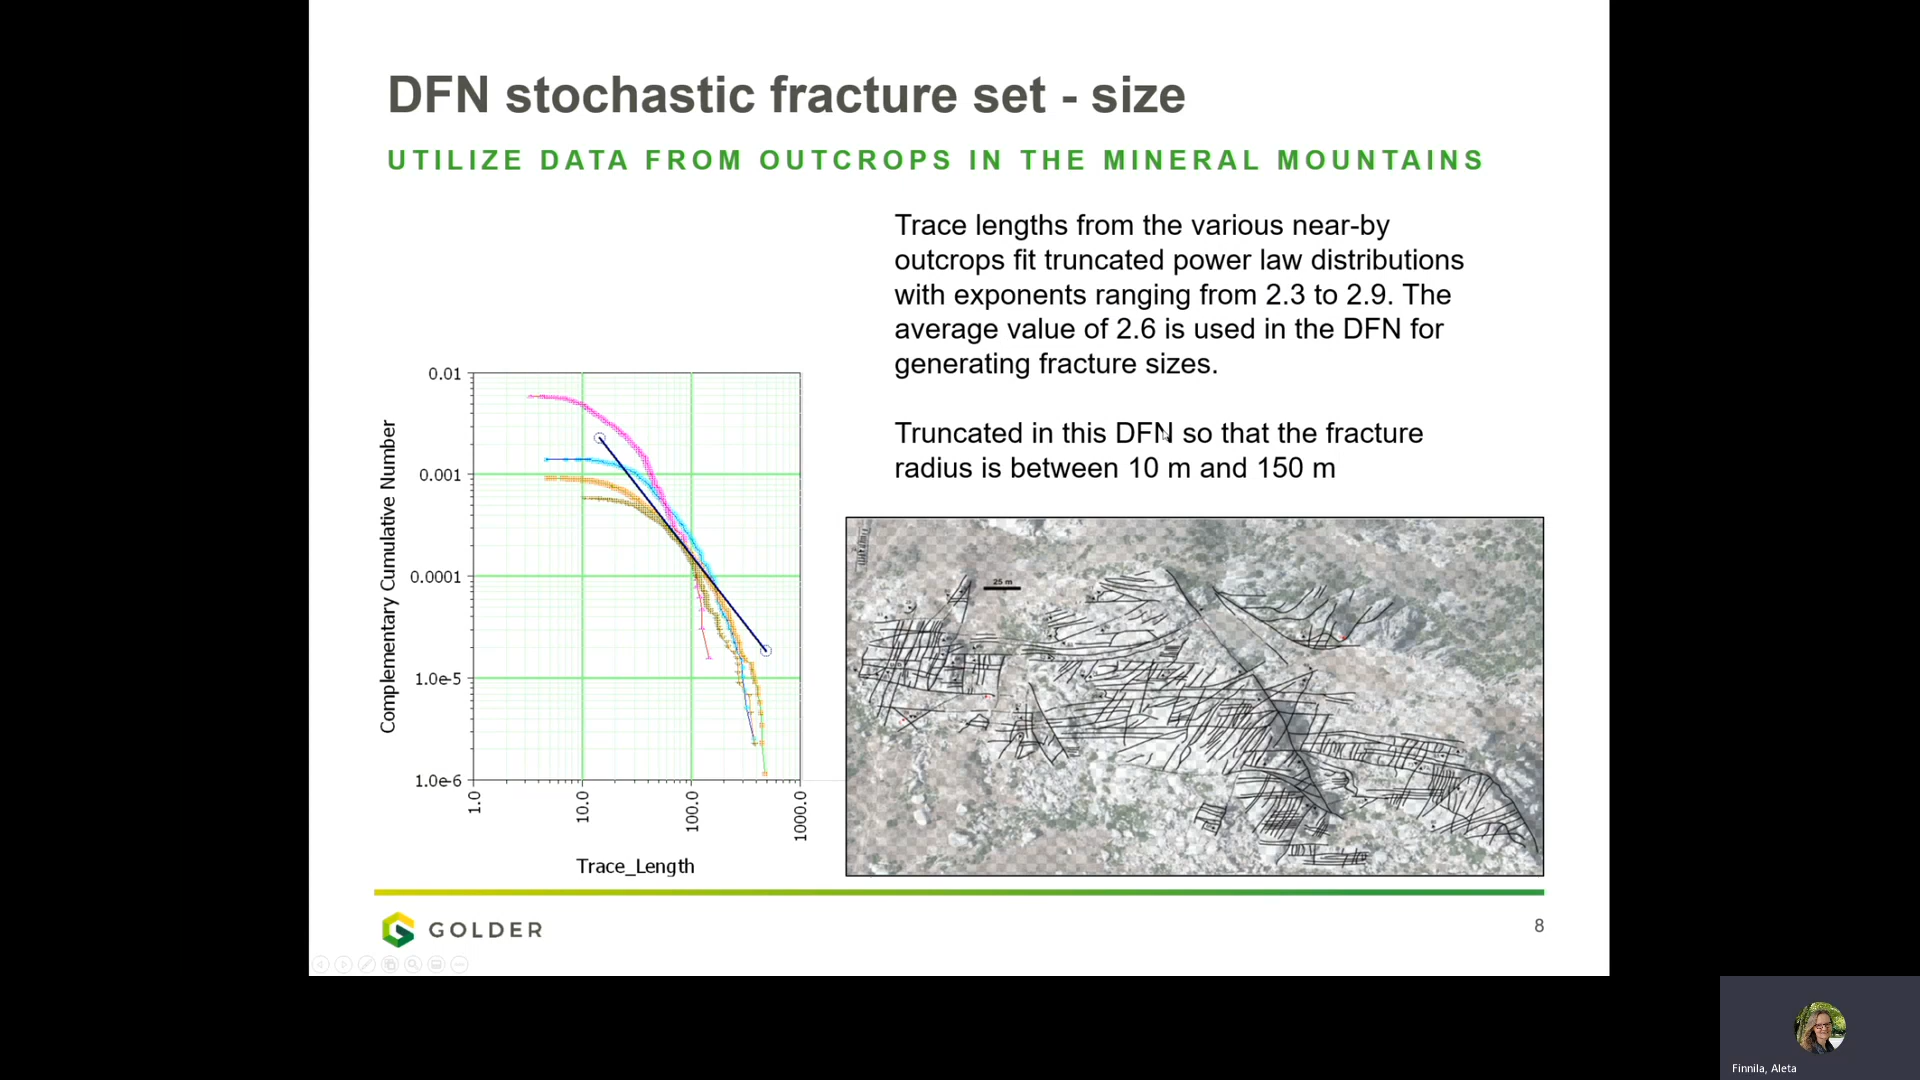 DFN stochastic fracture set - size
UTILIZE DATA FROM OUTCROPS IN THE MINERAL MOUNTAINS
Trace lengths from the various near-by
outcrops fit truncated power law distributions
with exponents ranging from 2.3 to 2.9. The
average value of 2.6 is used in the DFN for
generating fracture sizes.
Truncated in this DFN so that the fracture
radius is between 10 m and 150 m
Complementary Cumulative Number
0.01
0.001
0.0001
1.0e-5
1.0e-6
1.0
10.0
100.0
1000.0
Trace_Length
25 m
GOLDER
8
Finnila, Aleta